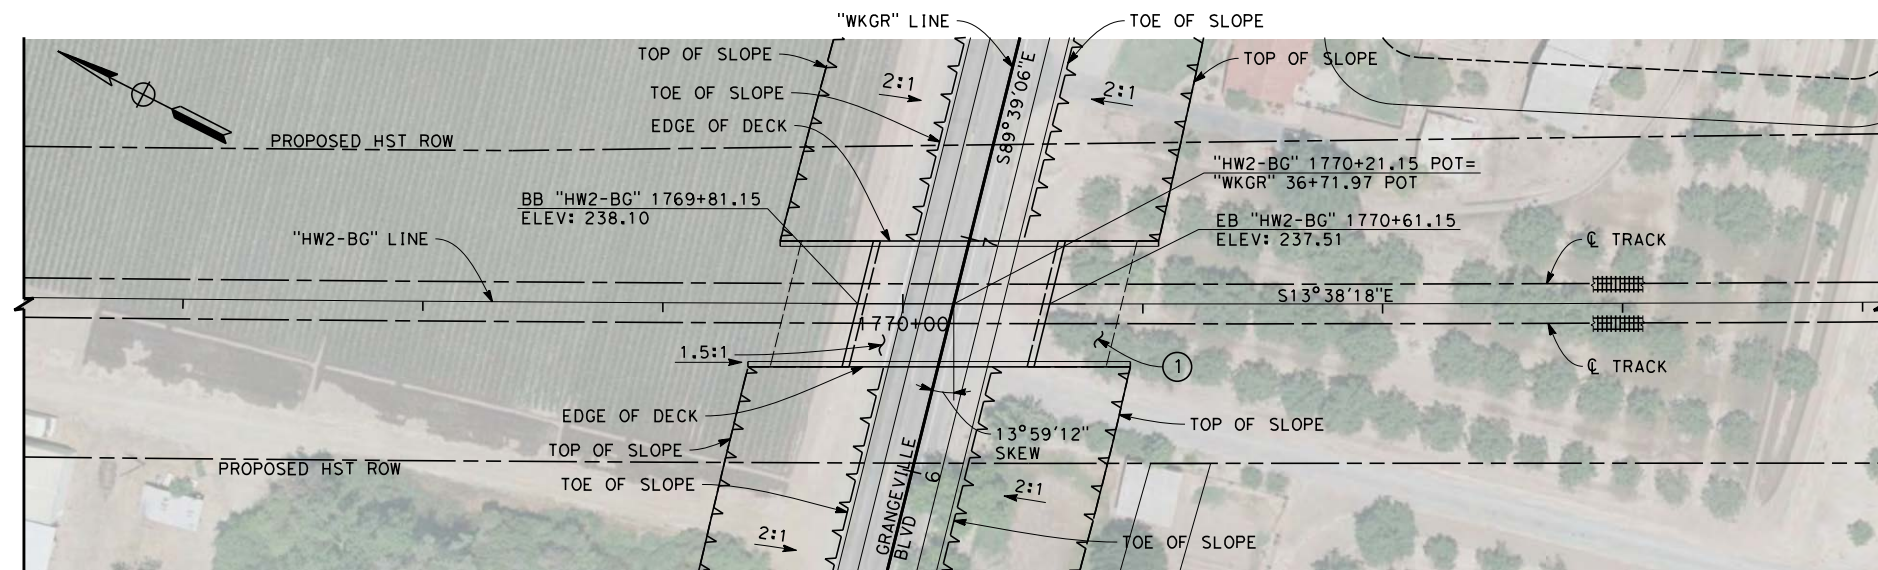 "WKGR" LINE
TOE OF SLOPE
TOP OF SLOPE
TOP OF SLOPE
2:1
2:1
TOE OF SLOPE
S89°39'06"E
EDGE OF DECK
PROPOSED HST ROW
"HW2-BG" 1770+21.15 POT=
"WKGR" 36+71.97 POT
BB "HW2-BG" 1769+81.15
ELEV: 238.10
EB "HW2-BG" 1770+61.15
ELEV: 237.51
"HW2-BG" LINE
7
℄ TRACK
S13°38'18"E
1770+00
1.5:1
1
℄ TRACK
EDGE OF DECK
TOP OF SLOPE
TOP OF SLOPE
13°59'12"
SKEW
PROPOSED HST ROW
TOE OF SLOPE
6
2:1
GRANGEVILLE
BLVD
2:1
TOE OF SLOPE